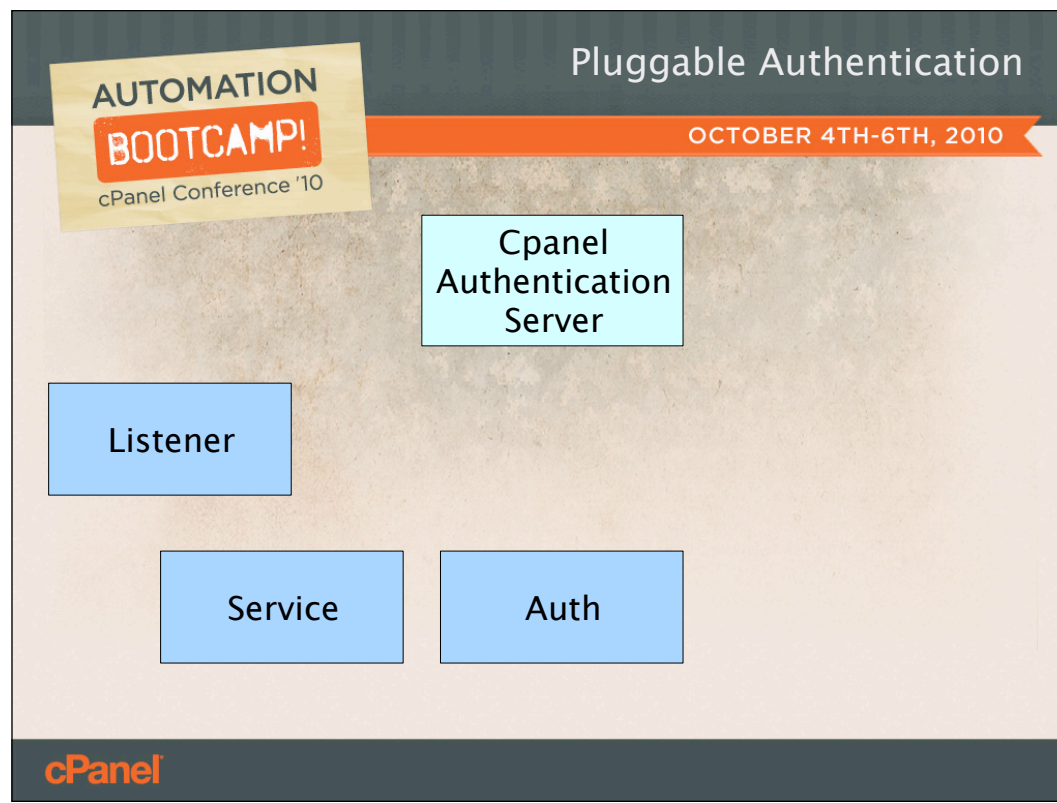 Pluggable Authentication
AUTOMATION
BOOTCAMP!
cPanel Conference '10
OCTOBER 4TH-6TH, 2010
Cpanel
Authentication
Server
Listener
Service
Auth
cPanel